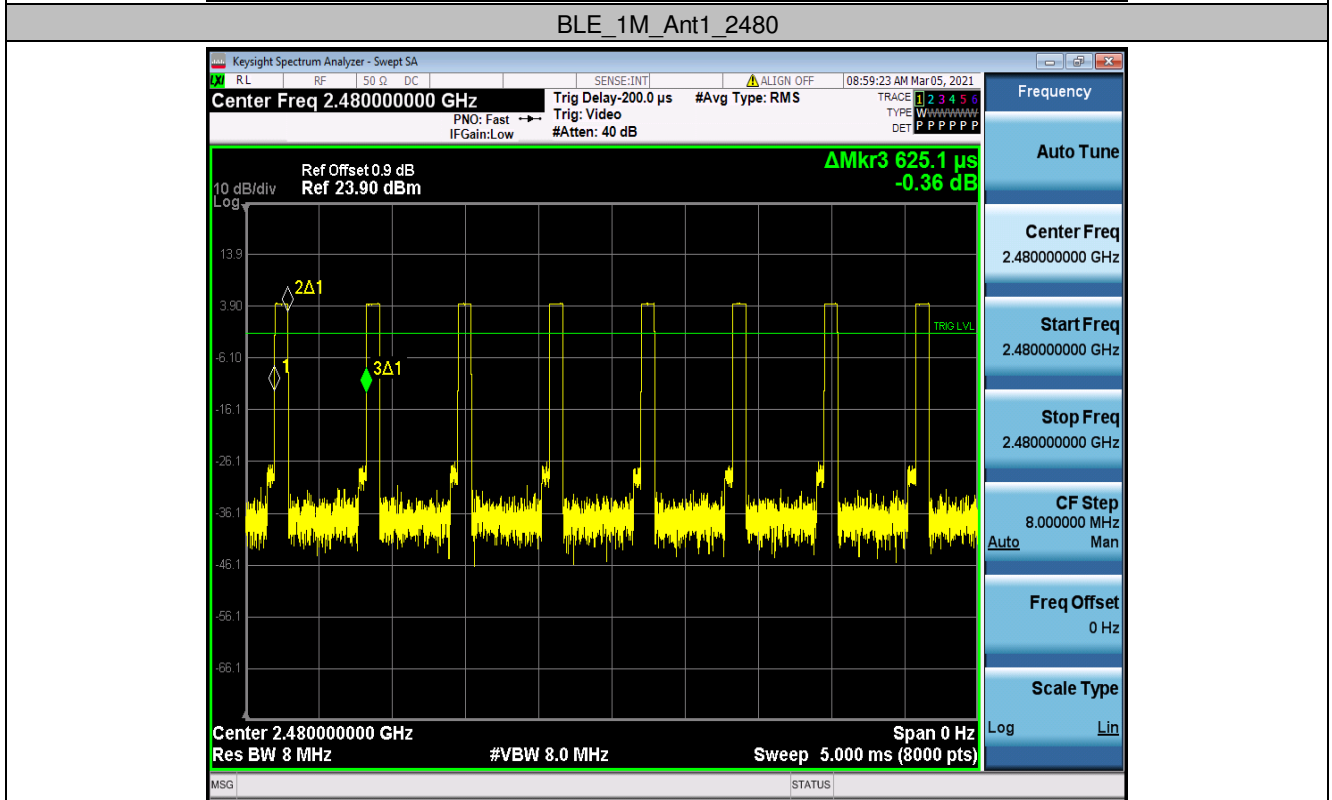 BLE_1M_Ant1_2480
Keysight Spectrum Analyzer - Swept SA
LXI RL RF 50 Ω DC SENSE:INT ALIGN OFF 08:59:23 AM Mar 05, 2021
Center Freq 2.480000000 GHz
PNO: Fast
IFGain:Low
Trig Delay-200.0 µs
Trig: Video
#Atten: 40 dB
#Avg Type: RMS
TRACE 1 2 3 4 5 6
TYPE WWWWWW
DET P P P P P P
Ref Offset 0.9 dB
10 dB/div Ref 23.90 dBm
Log
ΔMkr3 625.1 µs
-0.36 dB
13.9
2Δ1
3.90
TRIG LVL
-6.10
1
3Δ1
-16.1
-26.1
-36.1
-46.1
-56.1
-66.1
Center 2.480000000 GHz Span 0 Hz
Res BW 8 MHz #VBW 8.0 MHz Sweep 5.000 ms (8000 pts)
MSG STATUS
Frequency
Auto Tune
Center Freq
2.480000000 GHz
Start Freq
2.480000000 GHz
Stop Freq
2.480000000 GHz
CF Step
8.000000 MHz
Auto Man
Freq Offset
0 Hz
Scale Type
Log Lin